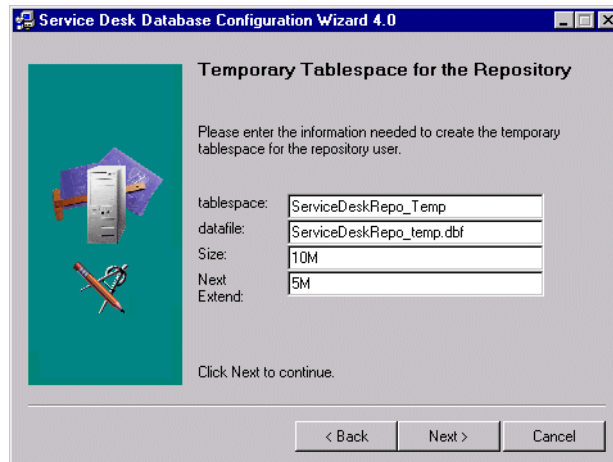 Service Desk Database Configuration Wizard 4.0
Temporary Tablespace for the Repository
Please enter the information needed to create the temporary
tablespace for the repository user.
tablespace: ServiceDeskRepo_Temp
datafile: ServiceDeskRepo_temp.dbf
Size: 10M
Next 5M
Extend:
Click Next to continue.
< Back Next > Cancel